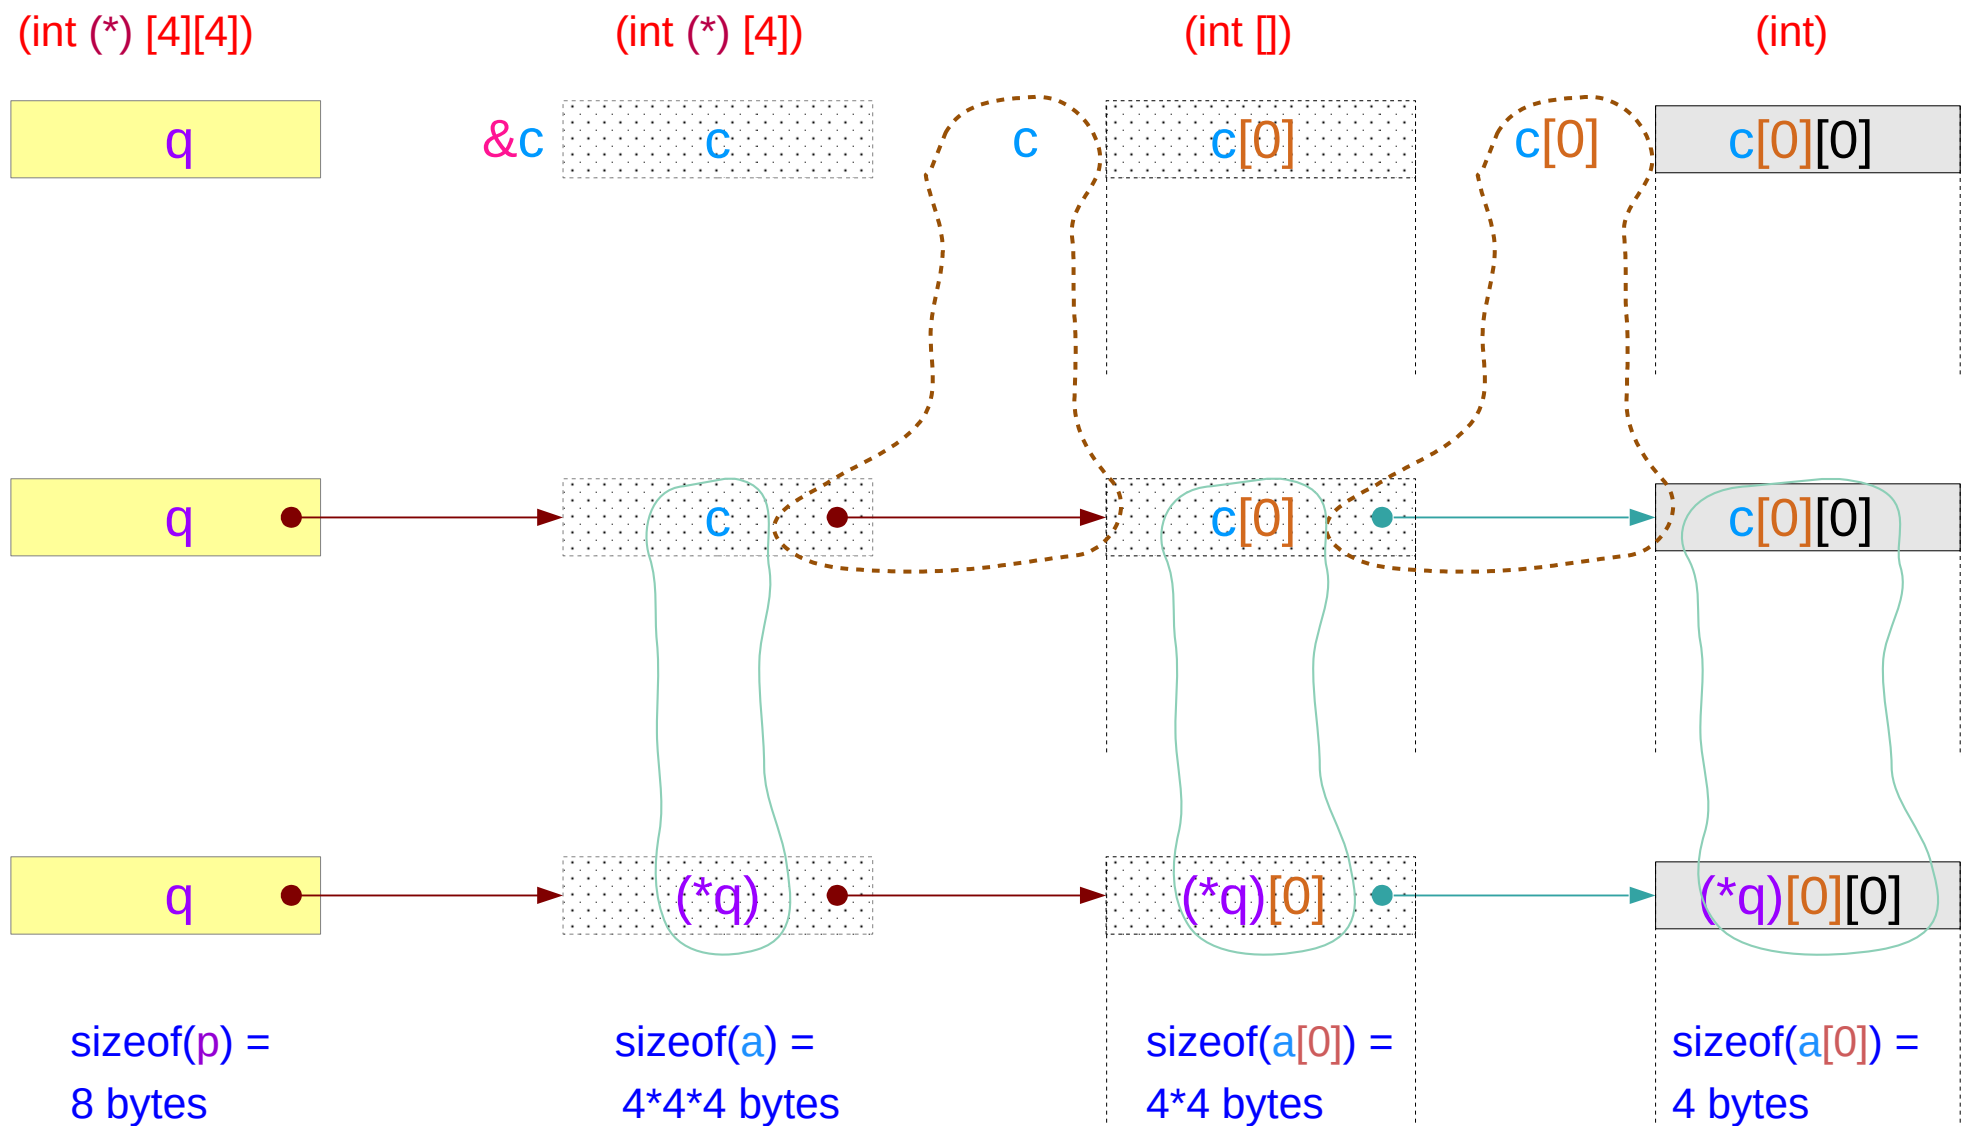 (int (*) [4][4]) (int (*) [4]) (int []) (int)
q &c c c c[0] c[0] c[0][0]
q c c[0] c[0][0]
q (*q) (*q)[0] (*q)[0][0]
sizeof(p) = sizeof(a) = sizeof(a[0]) = sizeof(a[0]) =
8 bytes 4*4*4 bytes 4*4 bytes 4 bytes